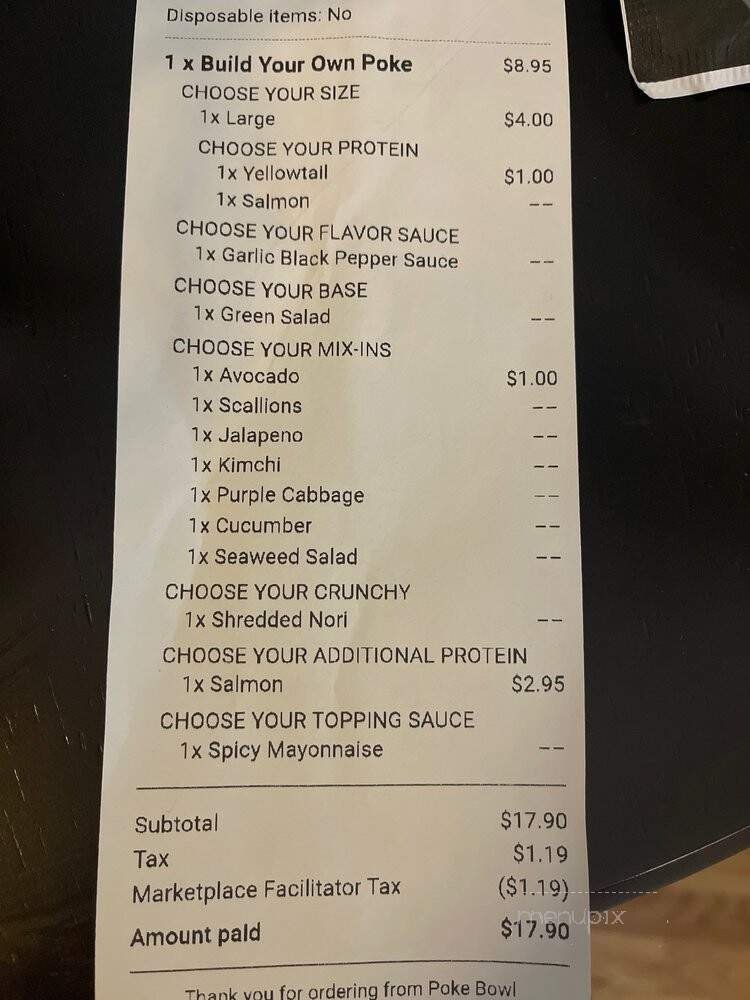 Disposable items: No
1 x Build Your Own Poke $8.95
CHOOSE YOUR SIZE
1x Large $4.00
CHOOSE YOUR PROTEIN
1x Yellowtail $1.00
1x Salmon --
CHOOSE YOUR FLAVOR SAUCE
1x Garlic Black Pepper Sauce --
CHOOSE YOUR BASE
1x Green Salad --
CHOOSE YOUR MIX-INS
1x Avocado $1.00
1x Scallions --
1x Jalapeno --
1x Kimchi --
1x Purple Cabbage --
1x Cucumber --
1x Seaweed Salad --
CHOOSE YOUR CRUNCHY
1x Shredded Nori --
CHOOSE YOUR ADDITIONAL PROTEIN
1x Salmon $2.95
CHOOSE YOUR TOPPING SAUCE
1x Spicy Mayonnaise --
Subtotal $17.90
Tax $1.19
Marketplace Facilitator Tax ($1.19)
menupix
Amount paid $17.90
Thank you for ordering from Poke Bowl